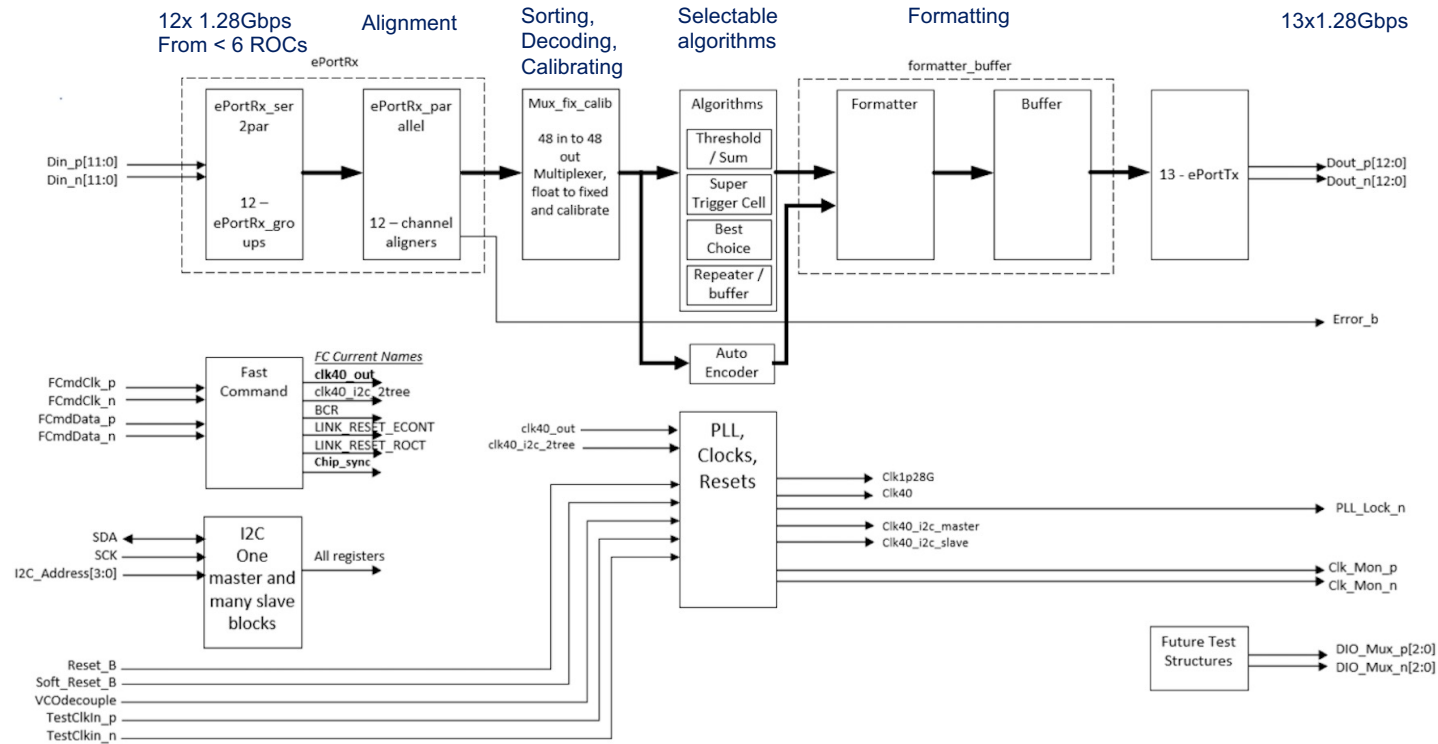 12x 1.28Gbps
From < 6 ROCs
Alignment
Sorting,
Decoding,
Calibrating
Selectable
algorithms
Formatting
13x1.28Gbps
ePortRx
formatter_buffer
ePortRx_ser
2par
12 –
ePortRx_gro
ups
ePortRx_par
allel
12 – channel
aligners
Mux_fix_calib
48 in to 48
out
Multiplexer,
float to fixed
and calibrate
Algorithms
Threshold
/ Sum
Super
Trigger Cell
Best
Choice
Repeater /
buffer
Formatter
Buffer
13 - ePortTx
Din_p[11:0]
Din_n[11:0]
Dout_p[12:0]
Dout_n[12:0]
Error_b
Auto
Encoder
FCmdClk_p
FCmdClk_n
FCmdData_p
FCmdData_n
Fast
Command
FC Current Names
clk40_out
clk40_i2c_2tree
BCR
LINK_RESET_ECONT
LINK_RESET_ROCT
Chip_sync
clk40_out
clk40_i2c_2tree
PLL,
Clocks,
Resets
Clk1p28G
Clk40
PLL_Lock_n
Clk40_i2c_master
Clk40_i2c_slave
Clk_Mon_p
Clk_Mon_n
SDA
SCK
I2C_Address[3:0]
I2C
One
master and
many slave
blocks
All registers
Future Test
Structures
DIO_Mux_p[2:0]
DIO_Mux_n[2:0]
Reset_B
Soft_Reset_B
VCOdecouple
TestClkIn_p
TestClkin_n